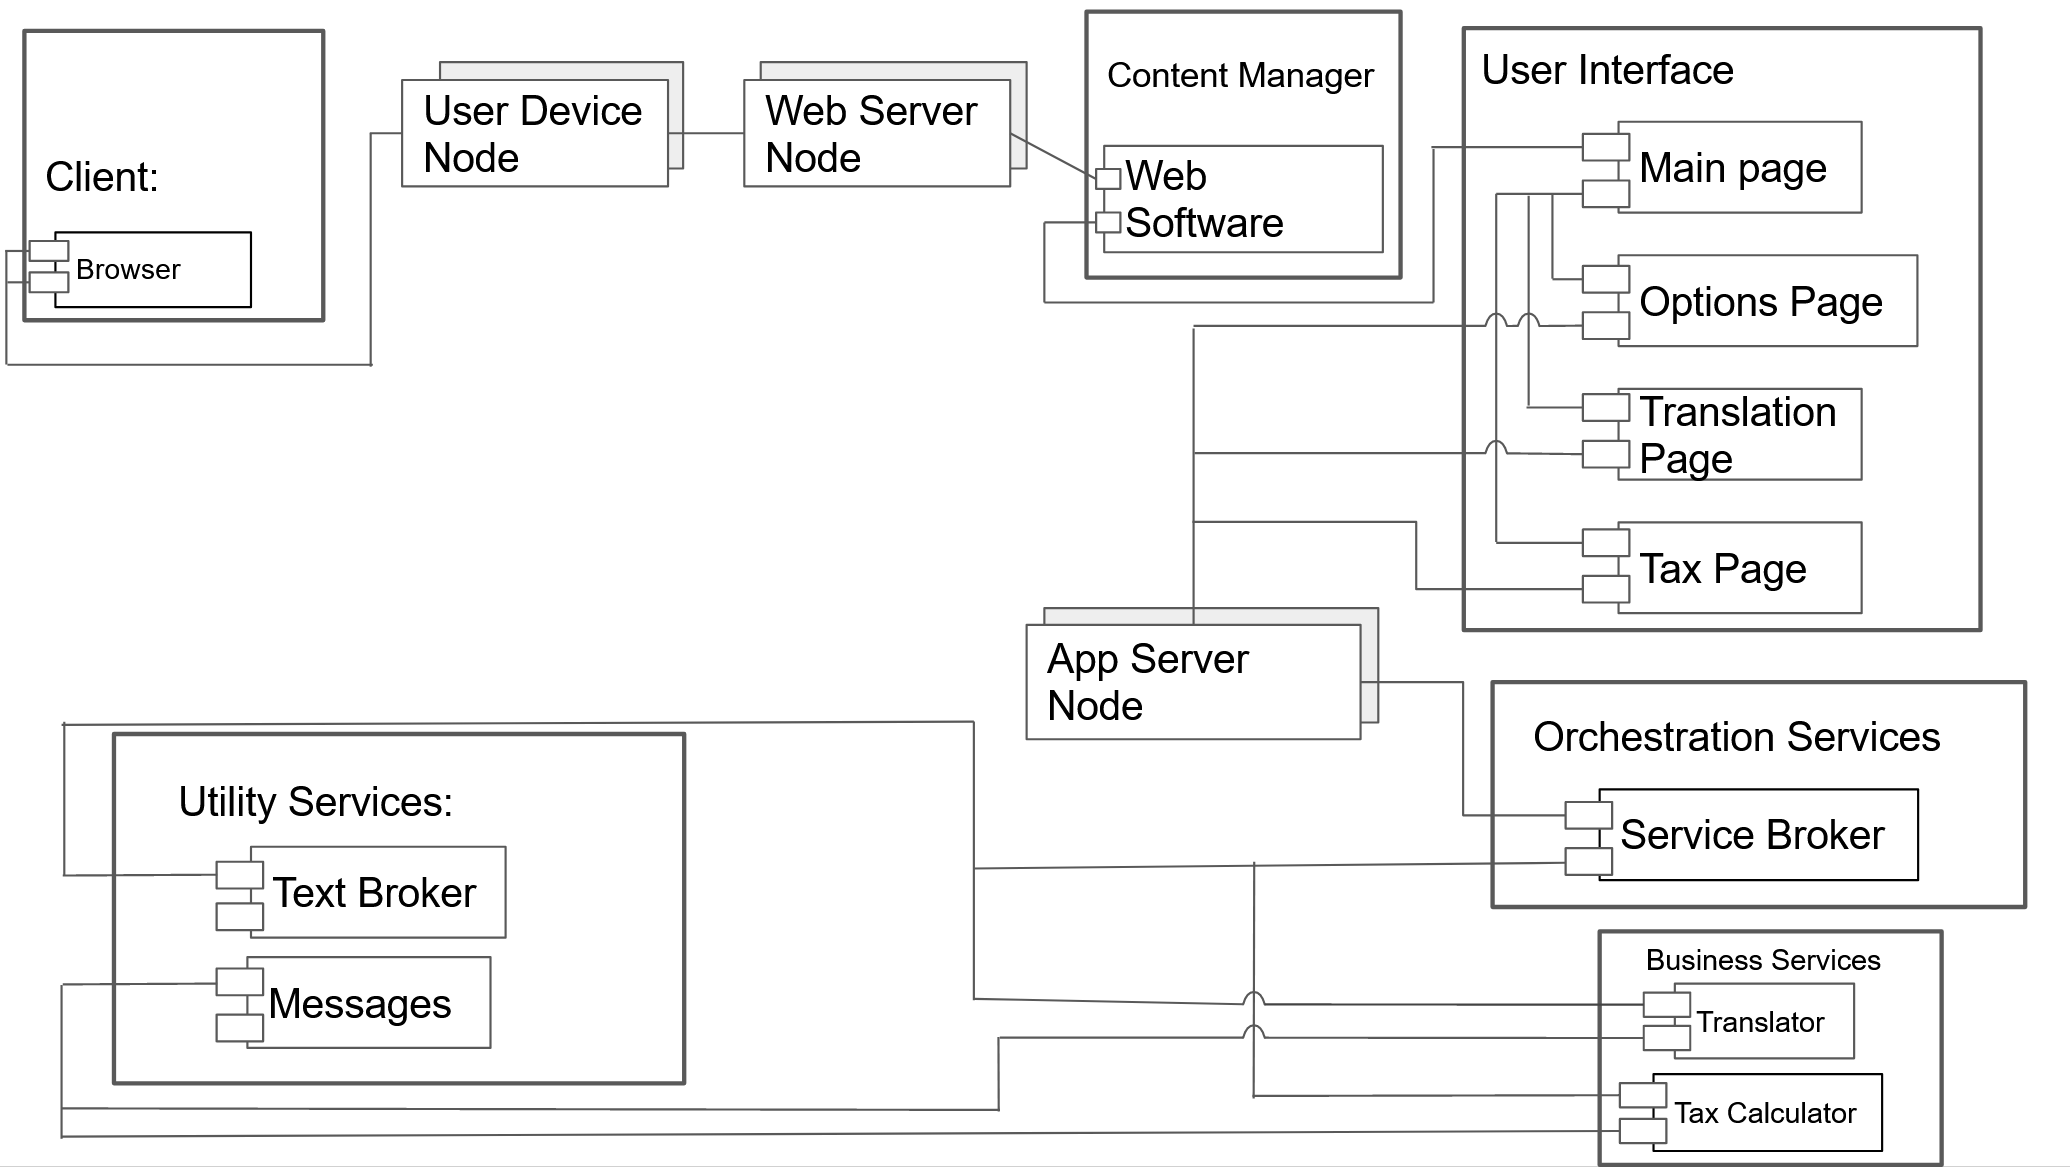 Client:
Browser
User Device
Node
Web Server
Node
Content Manager
Web
Software
User Interface
Main page
Options Page
Translation
Page
Tax Page
App Server
Node
Orchestration Services
Service Broker
Utility Services:
Text Broker
Messages
Business Services
Translator
Tax Calculator